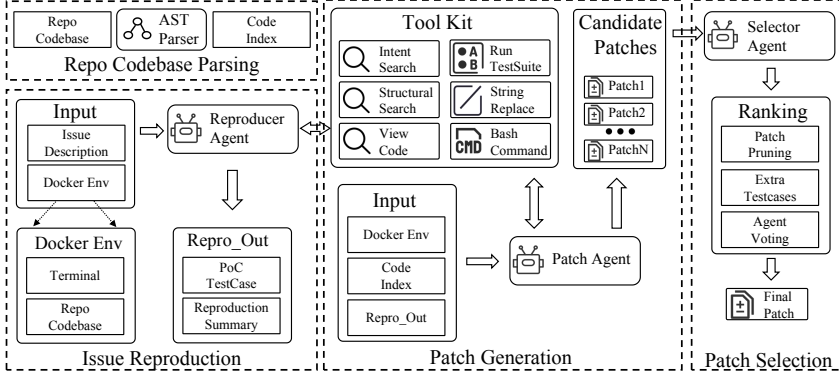 Repo
Codebase
AST
Parser
Code
Index
Repo Codebase Parsing
Input
Issue
Description
Docker Env
Reproducer
Agent
Docker Env
Terminal
Repo
Codebase
Repro_Out
PoC
TestCase
Reproduction
Summary
Issue Reproduction
Tool Kit
Intent
Search
A
B
Run
TestSuite
Structural
Search
String
Replace
View
Code
CMD
Bash
Command
Input
Docker Env
Code
Index
Repro_Out
Patch Agent
Candidate
Patches
Patch1
Patch2
PatchN
Patch Generation
Selector
Agent
Ranking
Patch
Pruning
Extra
Testcases
Agent
Voting
Final
Patch
Patch Selection